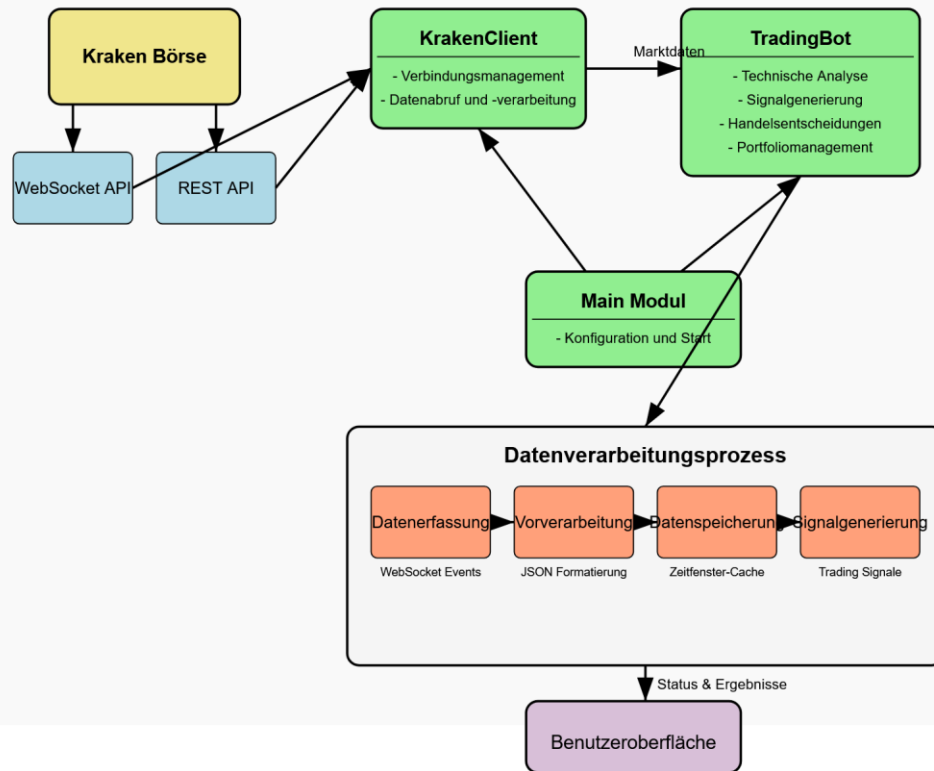 Kraken Börse
WebSocket API
REST API
KrakenClient
- Verbindungsmanagement
- Datenabruf und -verarbeitung
Marktdaten
TradingBot
- Technische Analyse
- Signalgenerierung
- Handelsentscheidungen
- Portfoliomanagement
Main Modul
- Konfiguration und Start
Datenverarbeitungsprozess
Datenerfassung
Vorverarbeitung
Datenspeicherung
Signalgenerierung
WebSocket Events
JSON Formatierung
Zeitfenster-Cache
Trading Signale
Status & Ergebnisse
Benutzeroberfläche